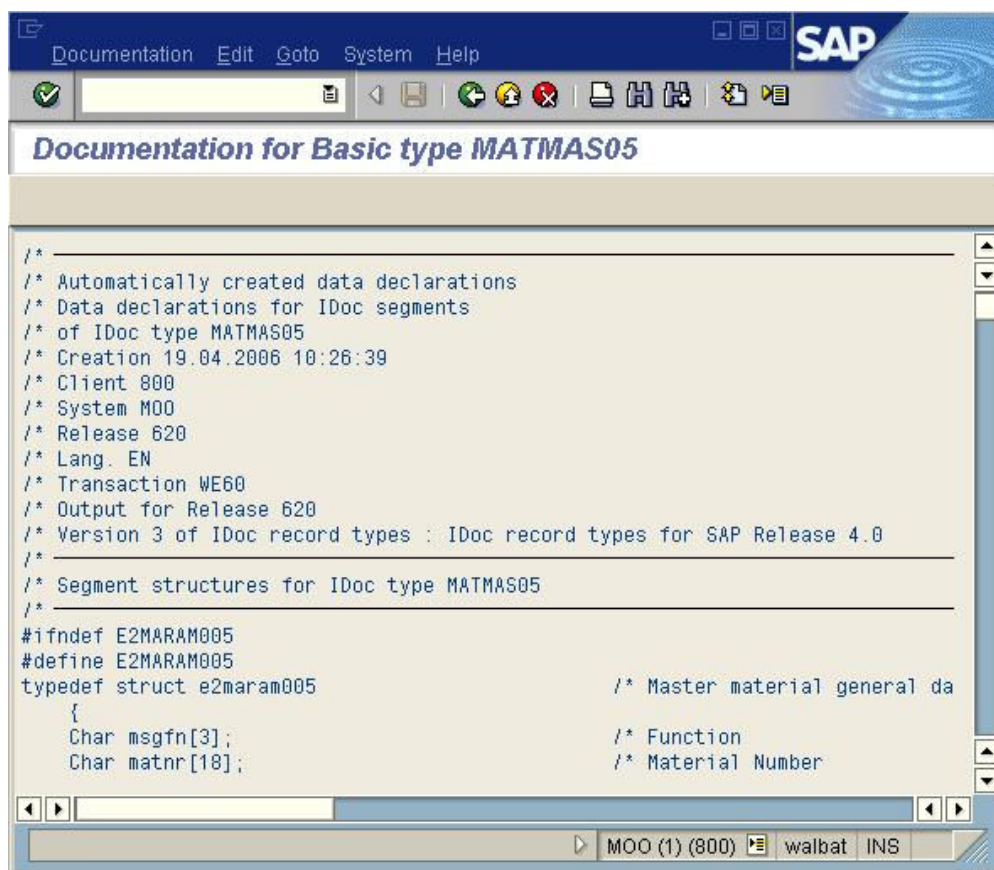 Documentation Edit Goto System Help
SAP
Documentation for Basic type MATMAS05
/*
/* Automatically created data declarations
/* Data declarations for IDoc segments
/* of IDoc type MATMAS05
/* Creation 19.04.2006 10:26:39
/* Client 800
/* System MOO
/* Release 620
/* Lang. EN
/* Transaction WE60
/* Output for Release 620
/* Version 3 of IDoc record types : IDoc record types for SAP Release 4.0
/*
/* Segment structures for IDoc type MATMAS05
/*
#ifndef E2MARAM005
#define E2MARAM005
typedef struct e2maram005 /* Master material general da
{
Char msgfn[3]; /* Function
Char matnr[18]; /* Material Number
MOO (1) (800) walbat INS